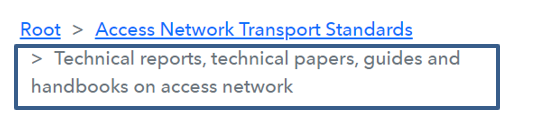 Root > Access Network Transport Standards
> Technical reports, technical papers, guides and
handbooks on access network